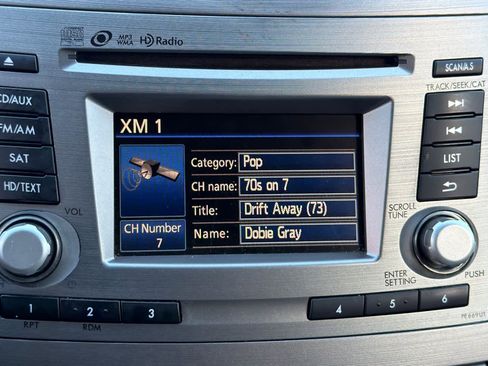 MP3
WMA
HD Radio
SCAN/AS
TRACK/SEEK/CAT
CD/AUX
FM/AM
SAT
HD/TEXT
LIST
VOL
SCROLL
TUNE
ENTER
SETTING
PUSH
XM 1
Category: Pop
CH name: 70s on 7
Title: Drift Away (73)
Name: Dobie Gray
CH Number
7
1
2
3
4
5
6
RPT
RDM